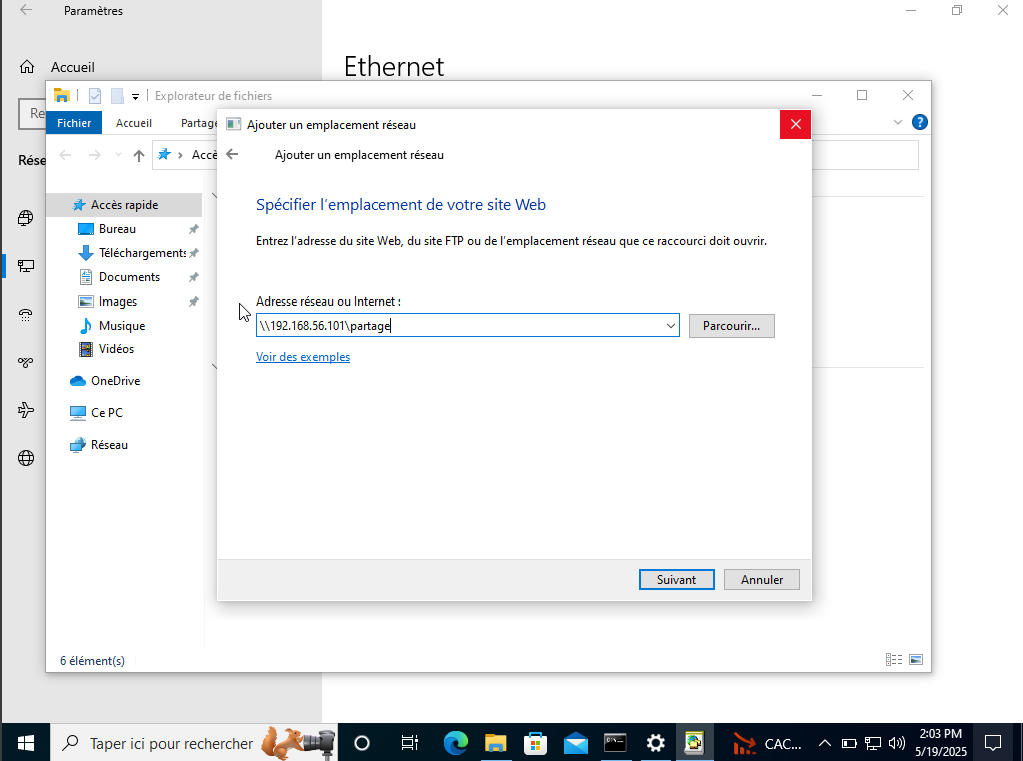 Paramètres
Accueil
Ethernet
Re
Rése
Explorateur de fichiers
Fichier
Accueil
Partage
Accè
Ajouter un emplacement réseau
Ajouter un emplacement réseau
Spécifier l'emplacement de votre site Web
Entrez l'adresse du site Web, du site FTP ou de l'emplacement réseau que ce raccourci doit ouvrir.
Adresse réseau ou Internet :
\\192.168.56.101\partage
Parcourir...
Voir des exemples
Suivant
Annuler
Accès rapide
Bureau
Téléchargements
Documents
Images
Musique
Vidéos
OneDrive
Ce PC
Réseau
6 élément(s)
Taper ici pour rechercher
CAC...
2:03 PM
5/19/2025